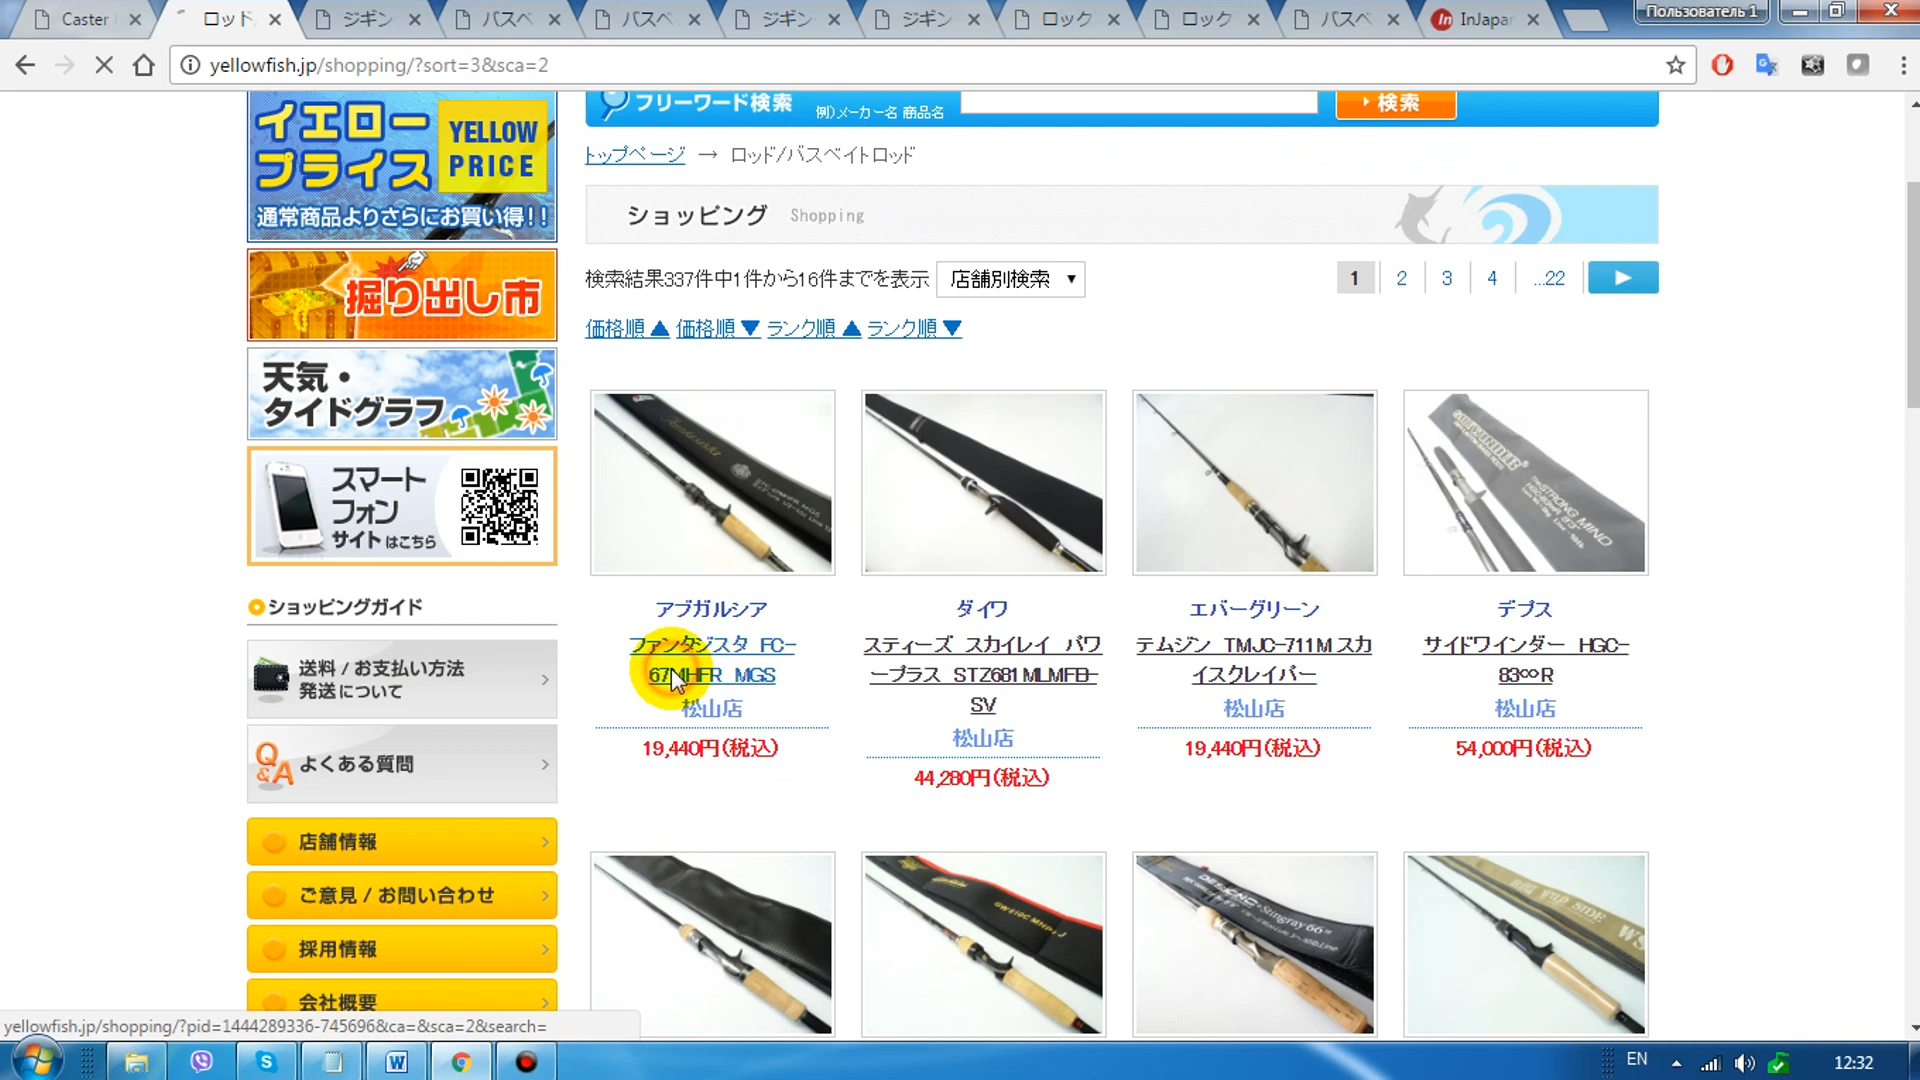 Caster
ロッド/
ジギン
バスベ
バスベ
ジギン
ジギン
ロック
ロック
バスベ
InJapan
Пользователь 1
yellowfish.jp/shopping/?sort=3&sca=2
フリーワード検索 例)メーカー名 商品名
検索
イエロープライス
YELLOW PRICE
通常商品よりさらにお買い得!!
掘り出し市
天気・
タイドグラフ
スマート
フォン
サイトはこちら
ショッピングガイド
送料 / お支払い方法
発送について
Q&A よくある質問
店舗情報
ご意見 / お問い合わせ
採用情報
会社概要
トップページ → ロッド/バスベイトロッド
ショッピング Shopping
検索結果337件中1件から16件までを表示 店舗別検索 ▼
1 2 3 4 ...22 ▶
価格順▲ 価格順▼ ランク順▲ ランク順▼
アブガルシア
ファンタジスタ FC-
67MHFR MGS
松山店
19,440円(税込)
ダイワ
スティーズ スカイレイ パワ
ープラス STZ681MLMFB-
SV
松山店
44,280円(税込)
エバーグリーン
テムジン TMJC-711M スカ
イスクレイパー
松山店
19,440円(税込)
デプス
サイドワインダー HGC-
83∞R
松山店
54,000円(税込)
STRONG MIND
Stingray66
WILD SIDE
yellowfish.jp/shopping/?pid=1444289336-745696&ca=&sca=2&search=
EN
12:32